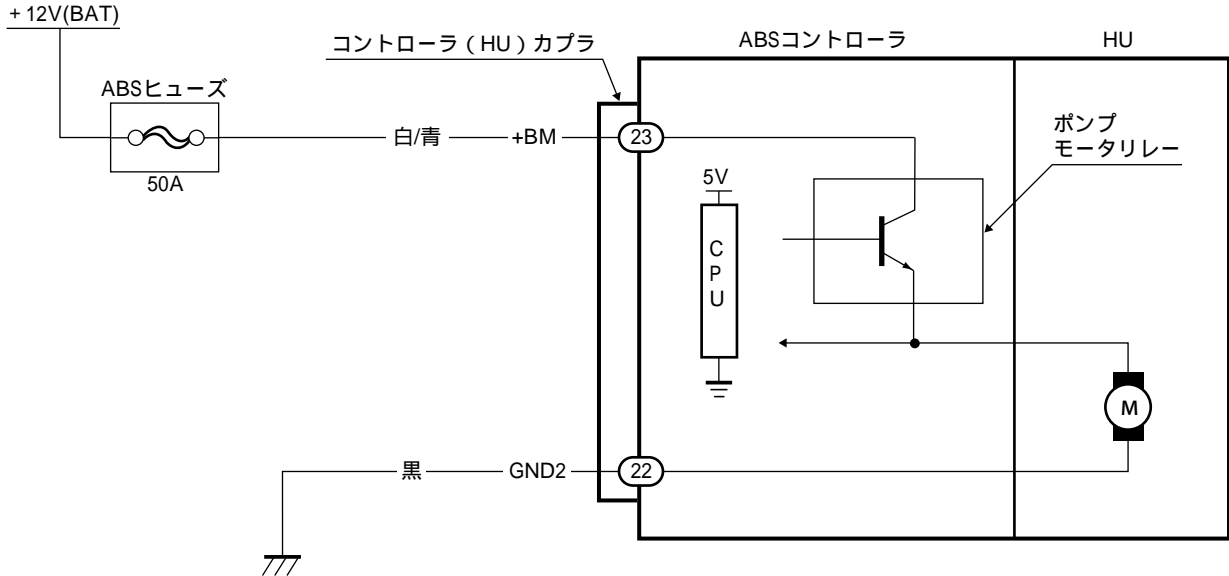 +12V(BAT)
コントローラ（HU）カプラ
ABSコントローラ
HU
ABSヒューズ
50A
白/青
+BM
23
ポンプ
モータリレー
5V
C
P
U
M
黒
GND2
22